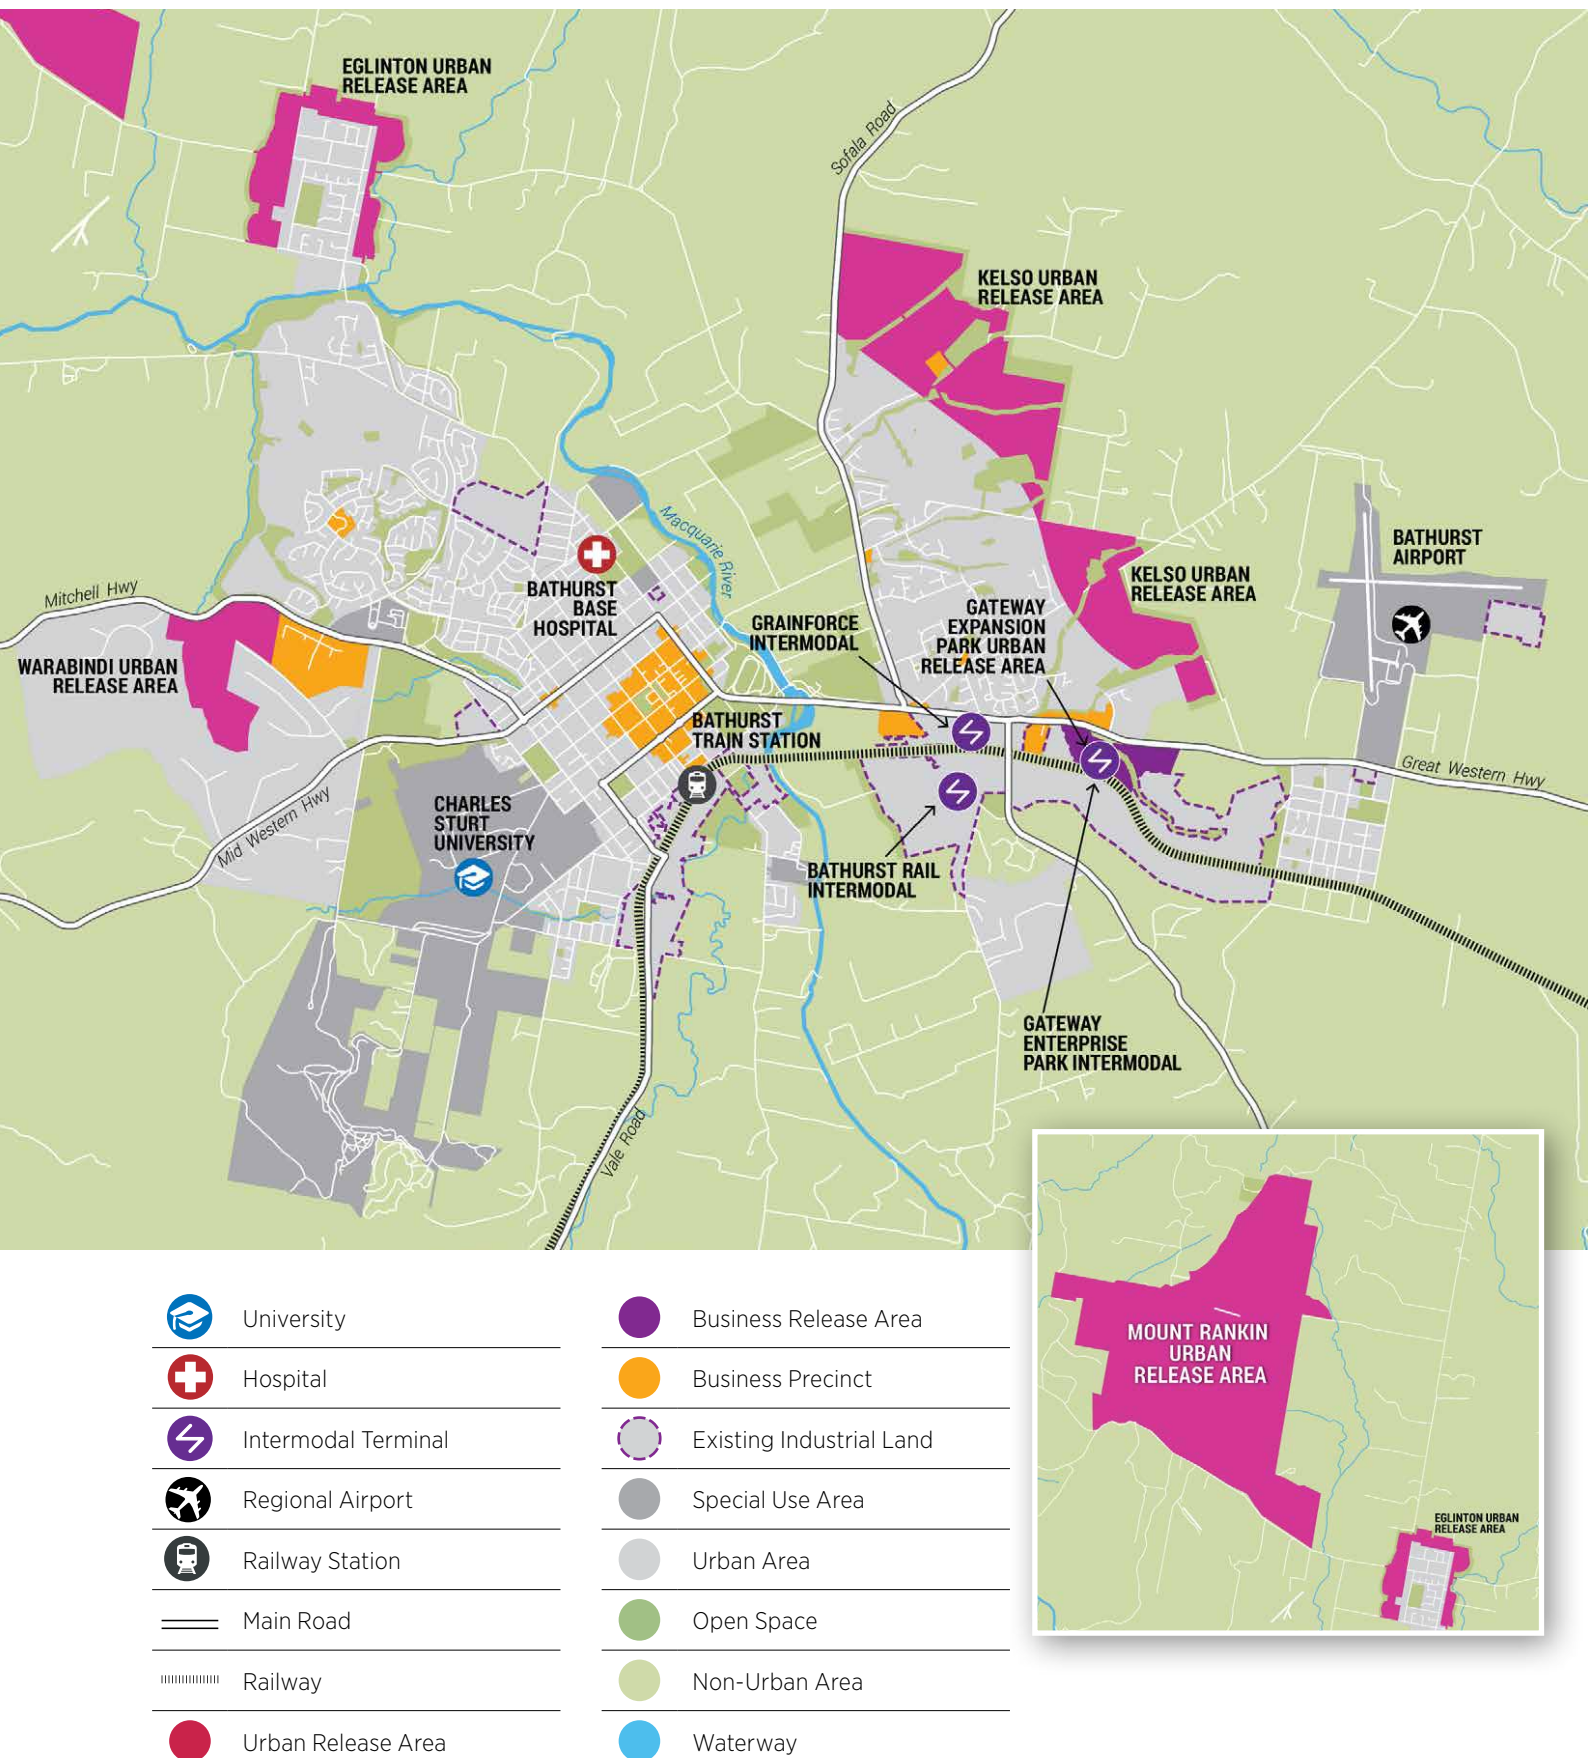 EGLINTON URBAN
RELEASE AREA
Sofala Road
KELSO URBAN
RELEASE AREA
Macquarie River
BATHURST
AIRPORT
Mitchell Hwy
BATHURST
BASE
HOSPITAL
KELSO URBAN
RELEASE AREA
GRAINFORCE
INTERMODAL
GATEWAY
EXPANSION
PARK URBAN
RELEASE AREA
WARABINDI URBAN
RELEASE AREA
BATHURST
TRAIN STATION
Great Western Hwy
Mid Western Hwy
CHARLES
STURT
UNIVERSITY
BATHURST RAIL
INTERMODAL
GATEWAY
ENTERPRISE
PARK INTERMODAL
Vale Road
MOUNT RANKIN
URBAN
RELEASE AREA
EGLINTON URBAN
RELEASE AREA
University
Hospital
Intermodal Terminal
Regional Airport
Railway Station
Main Road
Railway
Urban Release Area
Business Release Area
Business Precinct
Existing Industrial Land
Special Use Area
Urban Area
Open Space
Non-Urban Area
Waterway